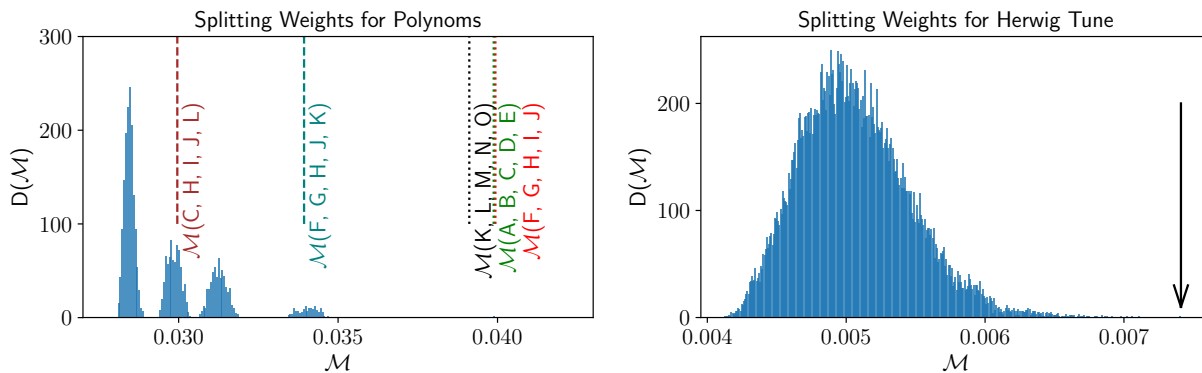 Splitting Weights for Polynoms
300
200
100
0
D(ℳ)
ℳ(C, H, I, J, L)
ℳ(F, G, H, J, K)
ℳ(K, L, M, N, O)
ℳ(A, B, C, D, E)
ℳ(F, G, H, I, J)
0.030
0.035
0.040
ℳ
Splitting Weights for Herwig Tune
200
100
0
D(ℳ)
0.004
0.005
0.006
0.007
ℳ